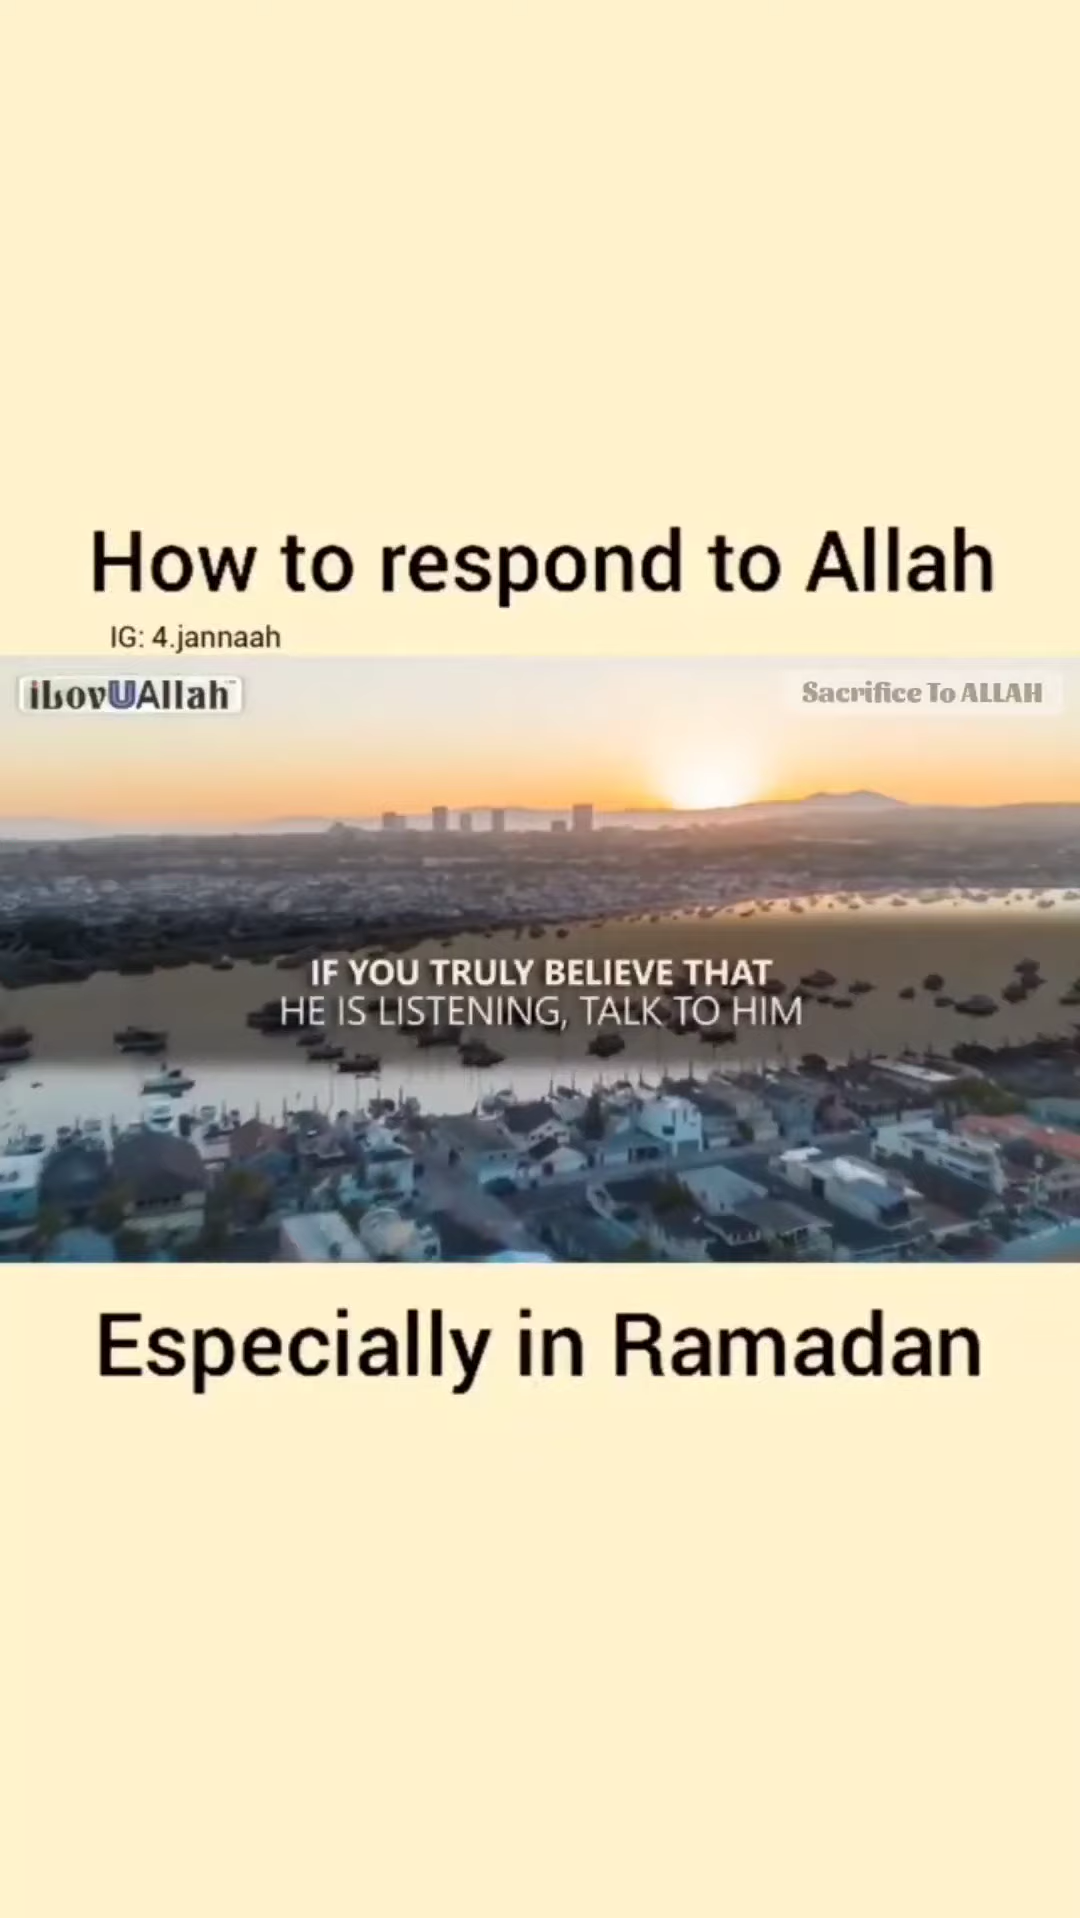 How to respond to Allah
IG: 4.jannaah
iLovUAllah™
Sacrifice To ALLAH
IF YOU TRULY BELIEVE THAT
HE IS LISTENING, TALK TO HIM
Especially in Ramadan